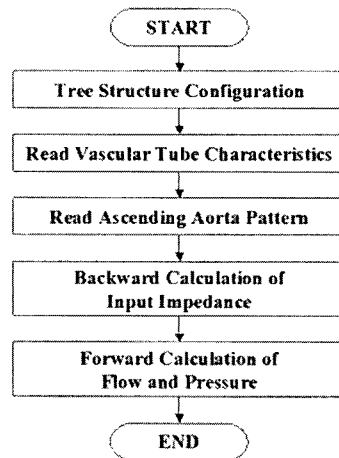 START
Tree Structure Configuration
Read Vascular Tube Characteristics
Read Ascending Aorta Pattern
Backward Calculation of
Input Impedance
Forward Calculation of
Flow and Pressure
END